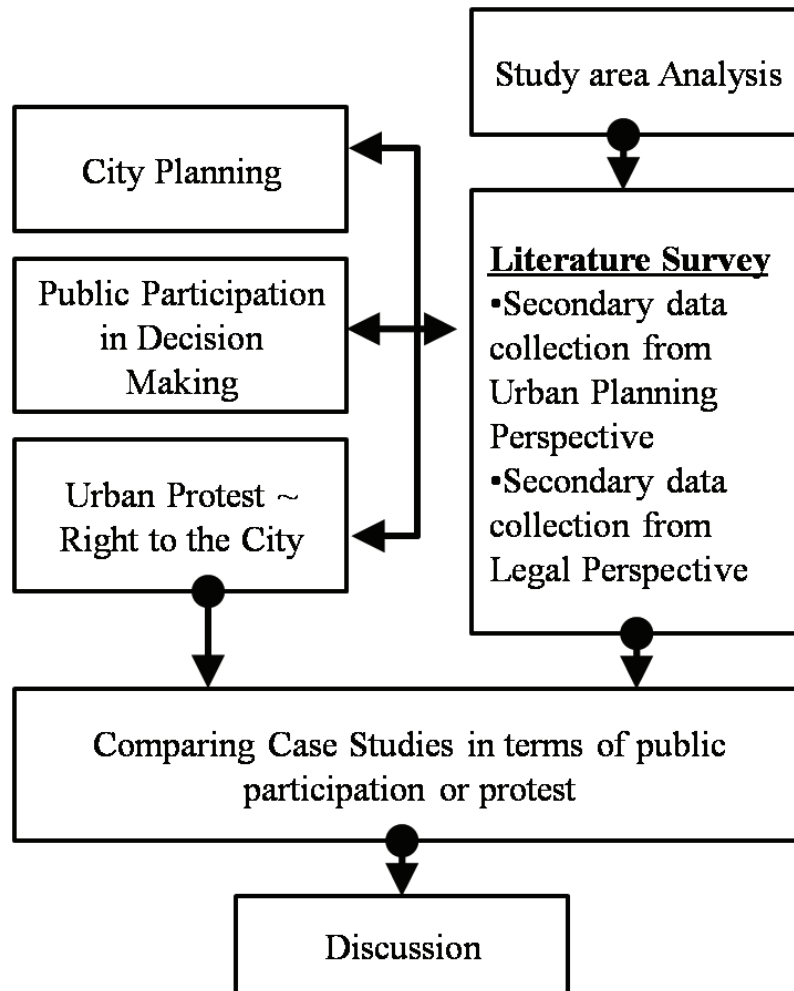 Study area Analysis
City Planning
Public Participation
in Decision
Making
Urban Protest ~
Right to the City
Literature Survey
•Secondary data
collection from
Urban Planning
Perspective
•Secondary data
collection from
Legal Perspective
Comparing Case Studies in terms of public
participation or protest
Discussion